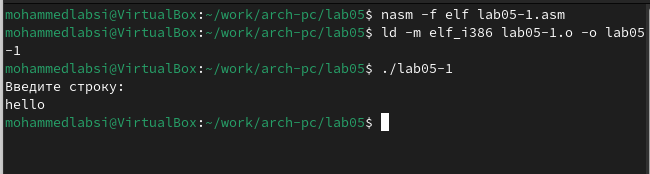 mohammedlabsi@VirtualBox:~/work/arch-pc/lab05$ nasm -f elf lab05-1.asm
mohammedlabsi@VirtualBox:~/work/arch-pc/lab05$ ld -m elf_i386 lab05-1.o -o lab05
-1
mohammedlabsi@VirtualBox:~/work/arch-pc/lab05$ ./lab05-1
Введите строку:
hello
mohammedlabsi@VirtualBox:~/work/arch-pc/lab05$